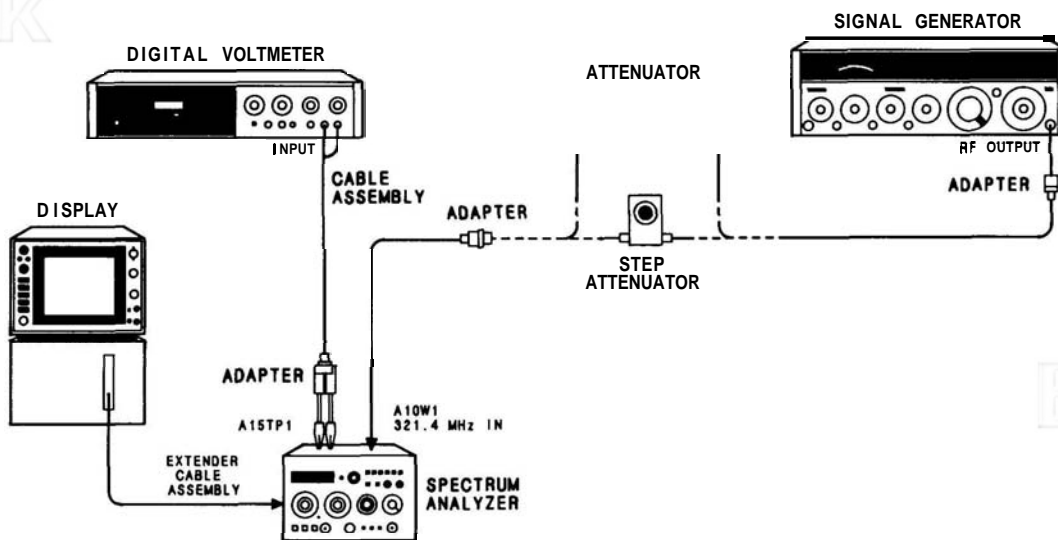 SIGNAL GENERATOR
DIGITAL VOLTMETER
ATTENUATOR
INPUT
RF OUTPUT
CABLE
ASSEMBLY
ADAPTER
DISPLAY
ADAPTER
STEP
ATTENUATOR
ADAPTER
A15TP1
A10W1
321.4 MHz IN
EXTENDER
CABLE
ASSEMBLY
SPECTRUM
ANALYZER